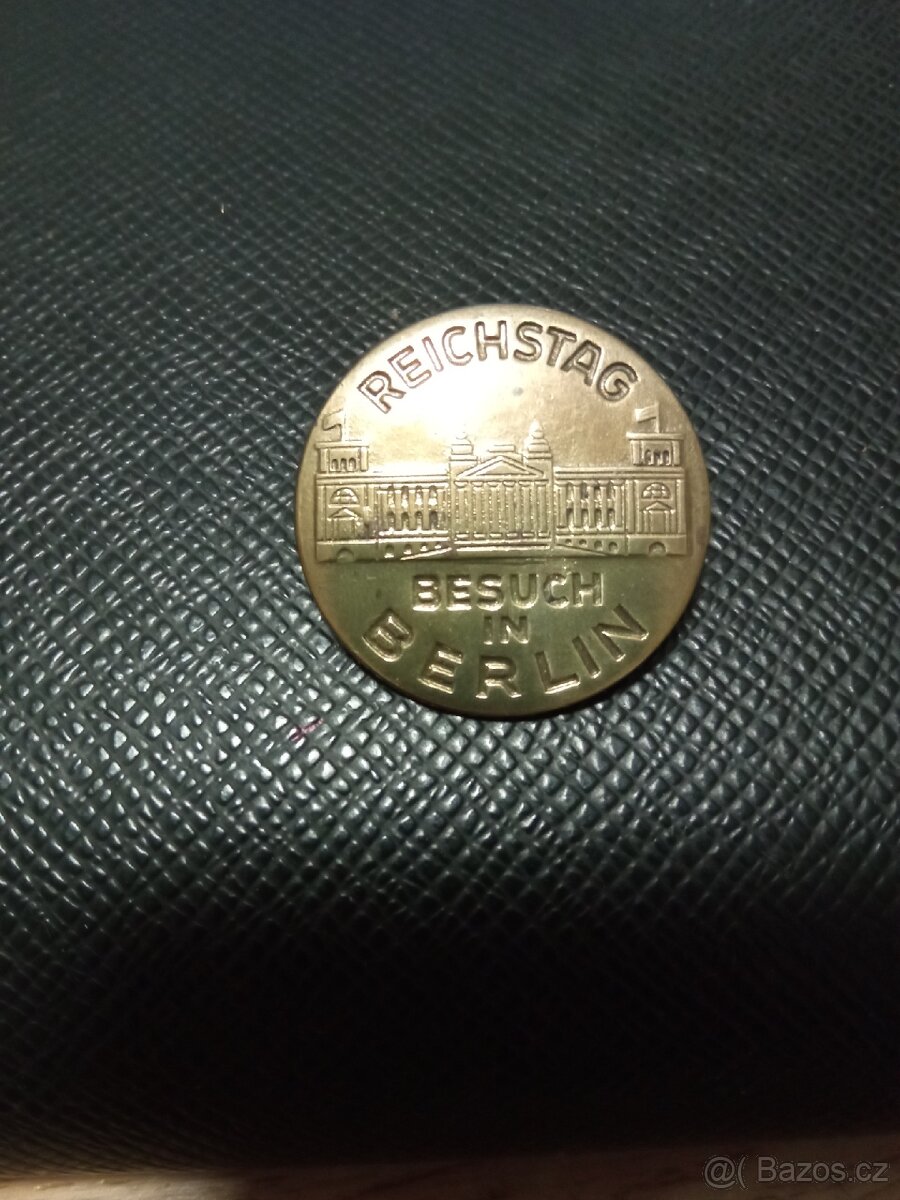 REICHSTAG
BESUCH
IN
BERLIN
@( Bazos.cz